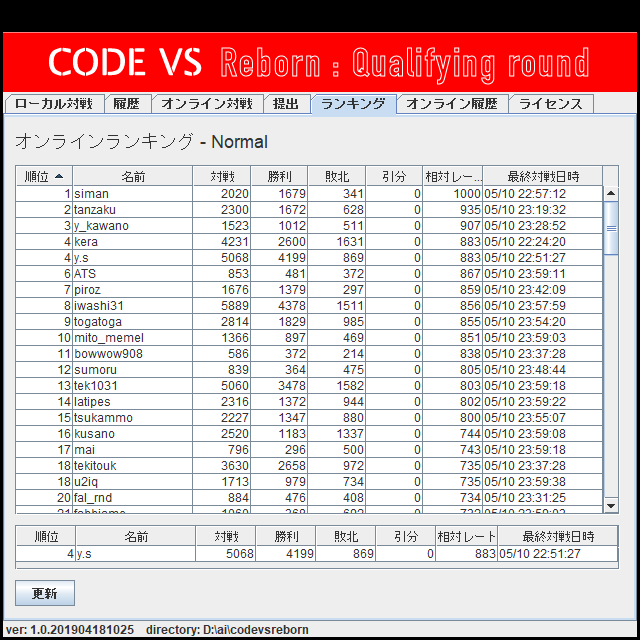 CODE VS Reborn : Qualifying round
ローカル対戦 履歴 オンライン対戦 提出 ランキング オンライン履歴 ライセンス
オンラインランキング - Normal
順位 名前 対戦 勝利 敗北 引分 相対レー... 最終対戦日時
1 siman 2020 1679 341 0 1000 05/10 22:57:12
2 tanzaku 2300 1672 628 0 935 05/10 23:19:32
3 y_kawano 1523 1012 511 0 907 05/10 23:28:52
4 kera 4231 2600 1631 0 883 05/10 22:24:20
4 y.s 5068 4199 869 0 883 05/10 22:51:27
6 ATS 853 481 372 0 867 05/10 23:59:11
7 piroz 1676 1379 297 0 859 05/10 23:42:09
8 iwashi31 5889 4378 1511 0 856 05/10 23:57:59
9 togatoga 2814 1829 985 0 855 05/10 23:54:20
10 mito_memel 1366 897 469 0 851 05/10 23:59:03
11 bowwow908 586 372 214 0 838 05/10 23:37:28
12 sumoru 839 364 475 0 805 05/10 23:48:44
13 tek1031 5060 3478 1582 0 803 05/10 23:59:18
14 latipes 2316 1372 944 0 802 05/10 23:59:22
15 tsukammo 2227 1347 880 0 800 05/10 23:55:07
16 kusano 2520 1183 1337 0 744 05/10 23:59:08
17 mai 796 296 500 0 743 05/10 23:59:18
18 tekitouk 3630 2658 972 0 735 05/10 23:37:28
18 u2iq 1713 979 734 0 735 05/10 23:59:38
20 fal_rnd 884 476 408 0 734 05/10 23:31:25
順位 名前 対戦 勝利 敗北 引分 相対レート 最終対戦日時
4 y.s 5068 4199 869 0 883 05/10 22:51:27
更新
ver: 1.0.201904181025 directory: D:\ai\codevsreborn